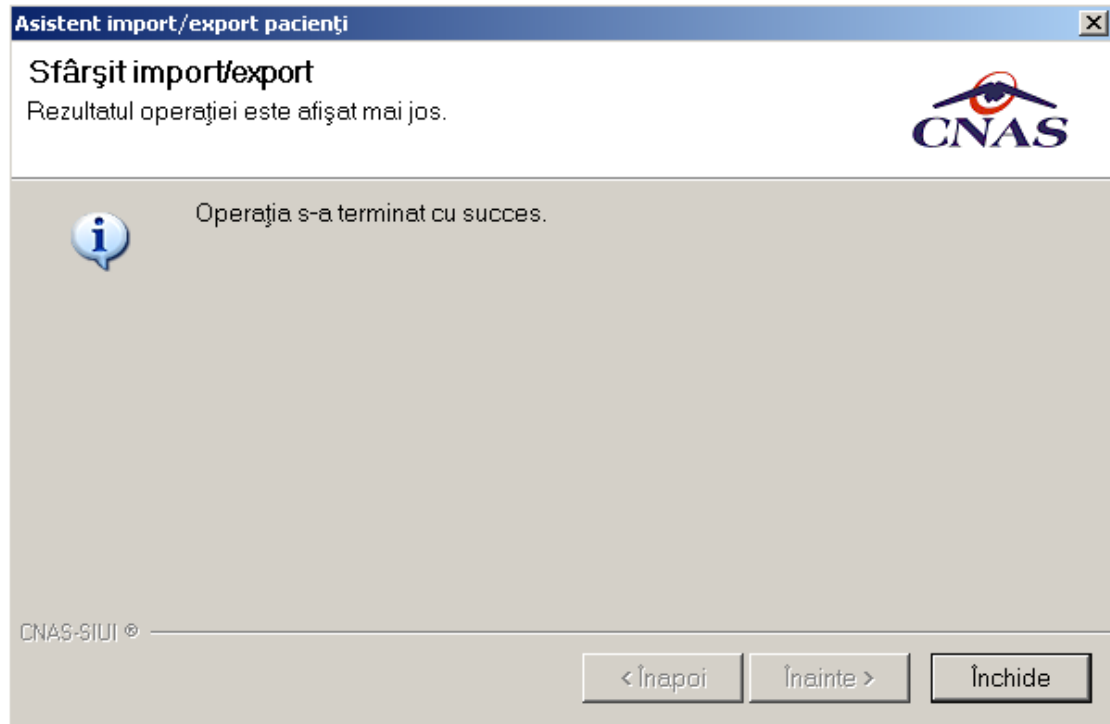 Asistent import/export pacienţi
Sfârşit import/export
Rezultatul operaţiei este afişat mai jos.
CNAS
Operaţia s-a terminat cu succes.
CNAS-SIUI ®
< Înapoi
Înainte >
Închide